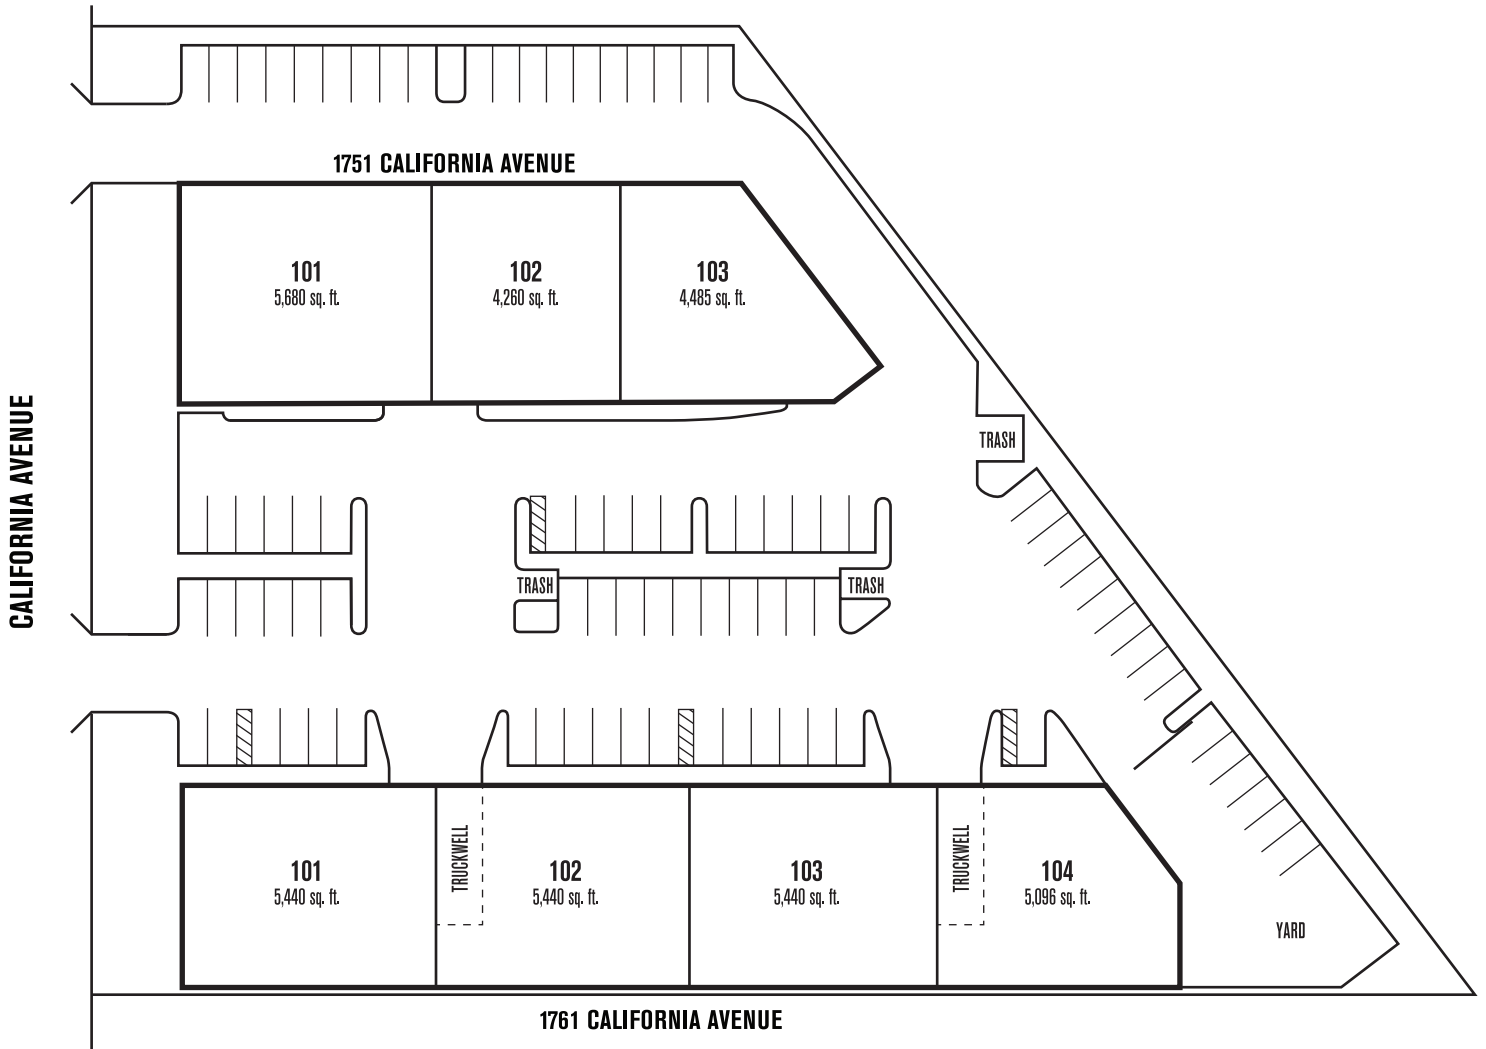 1751 CALIFORNIA AVENUE
101
5,680 sq. ft.
102
4,260 sq. ft.
103
4,485 sq. ft.
CALIFORNIA AVENUE
TRASH
TRASH
TRASH
101
5,440 sq. ft.
TRUCKWELL
102
5,440 sq. ft.
103
5,440 sq. ft.
TRUCKWELL
104
5,096 sq. ft.
YARD
1761 CALIFORNIA AVENUE